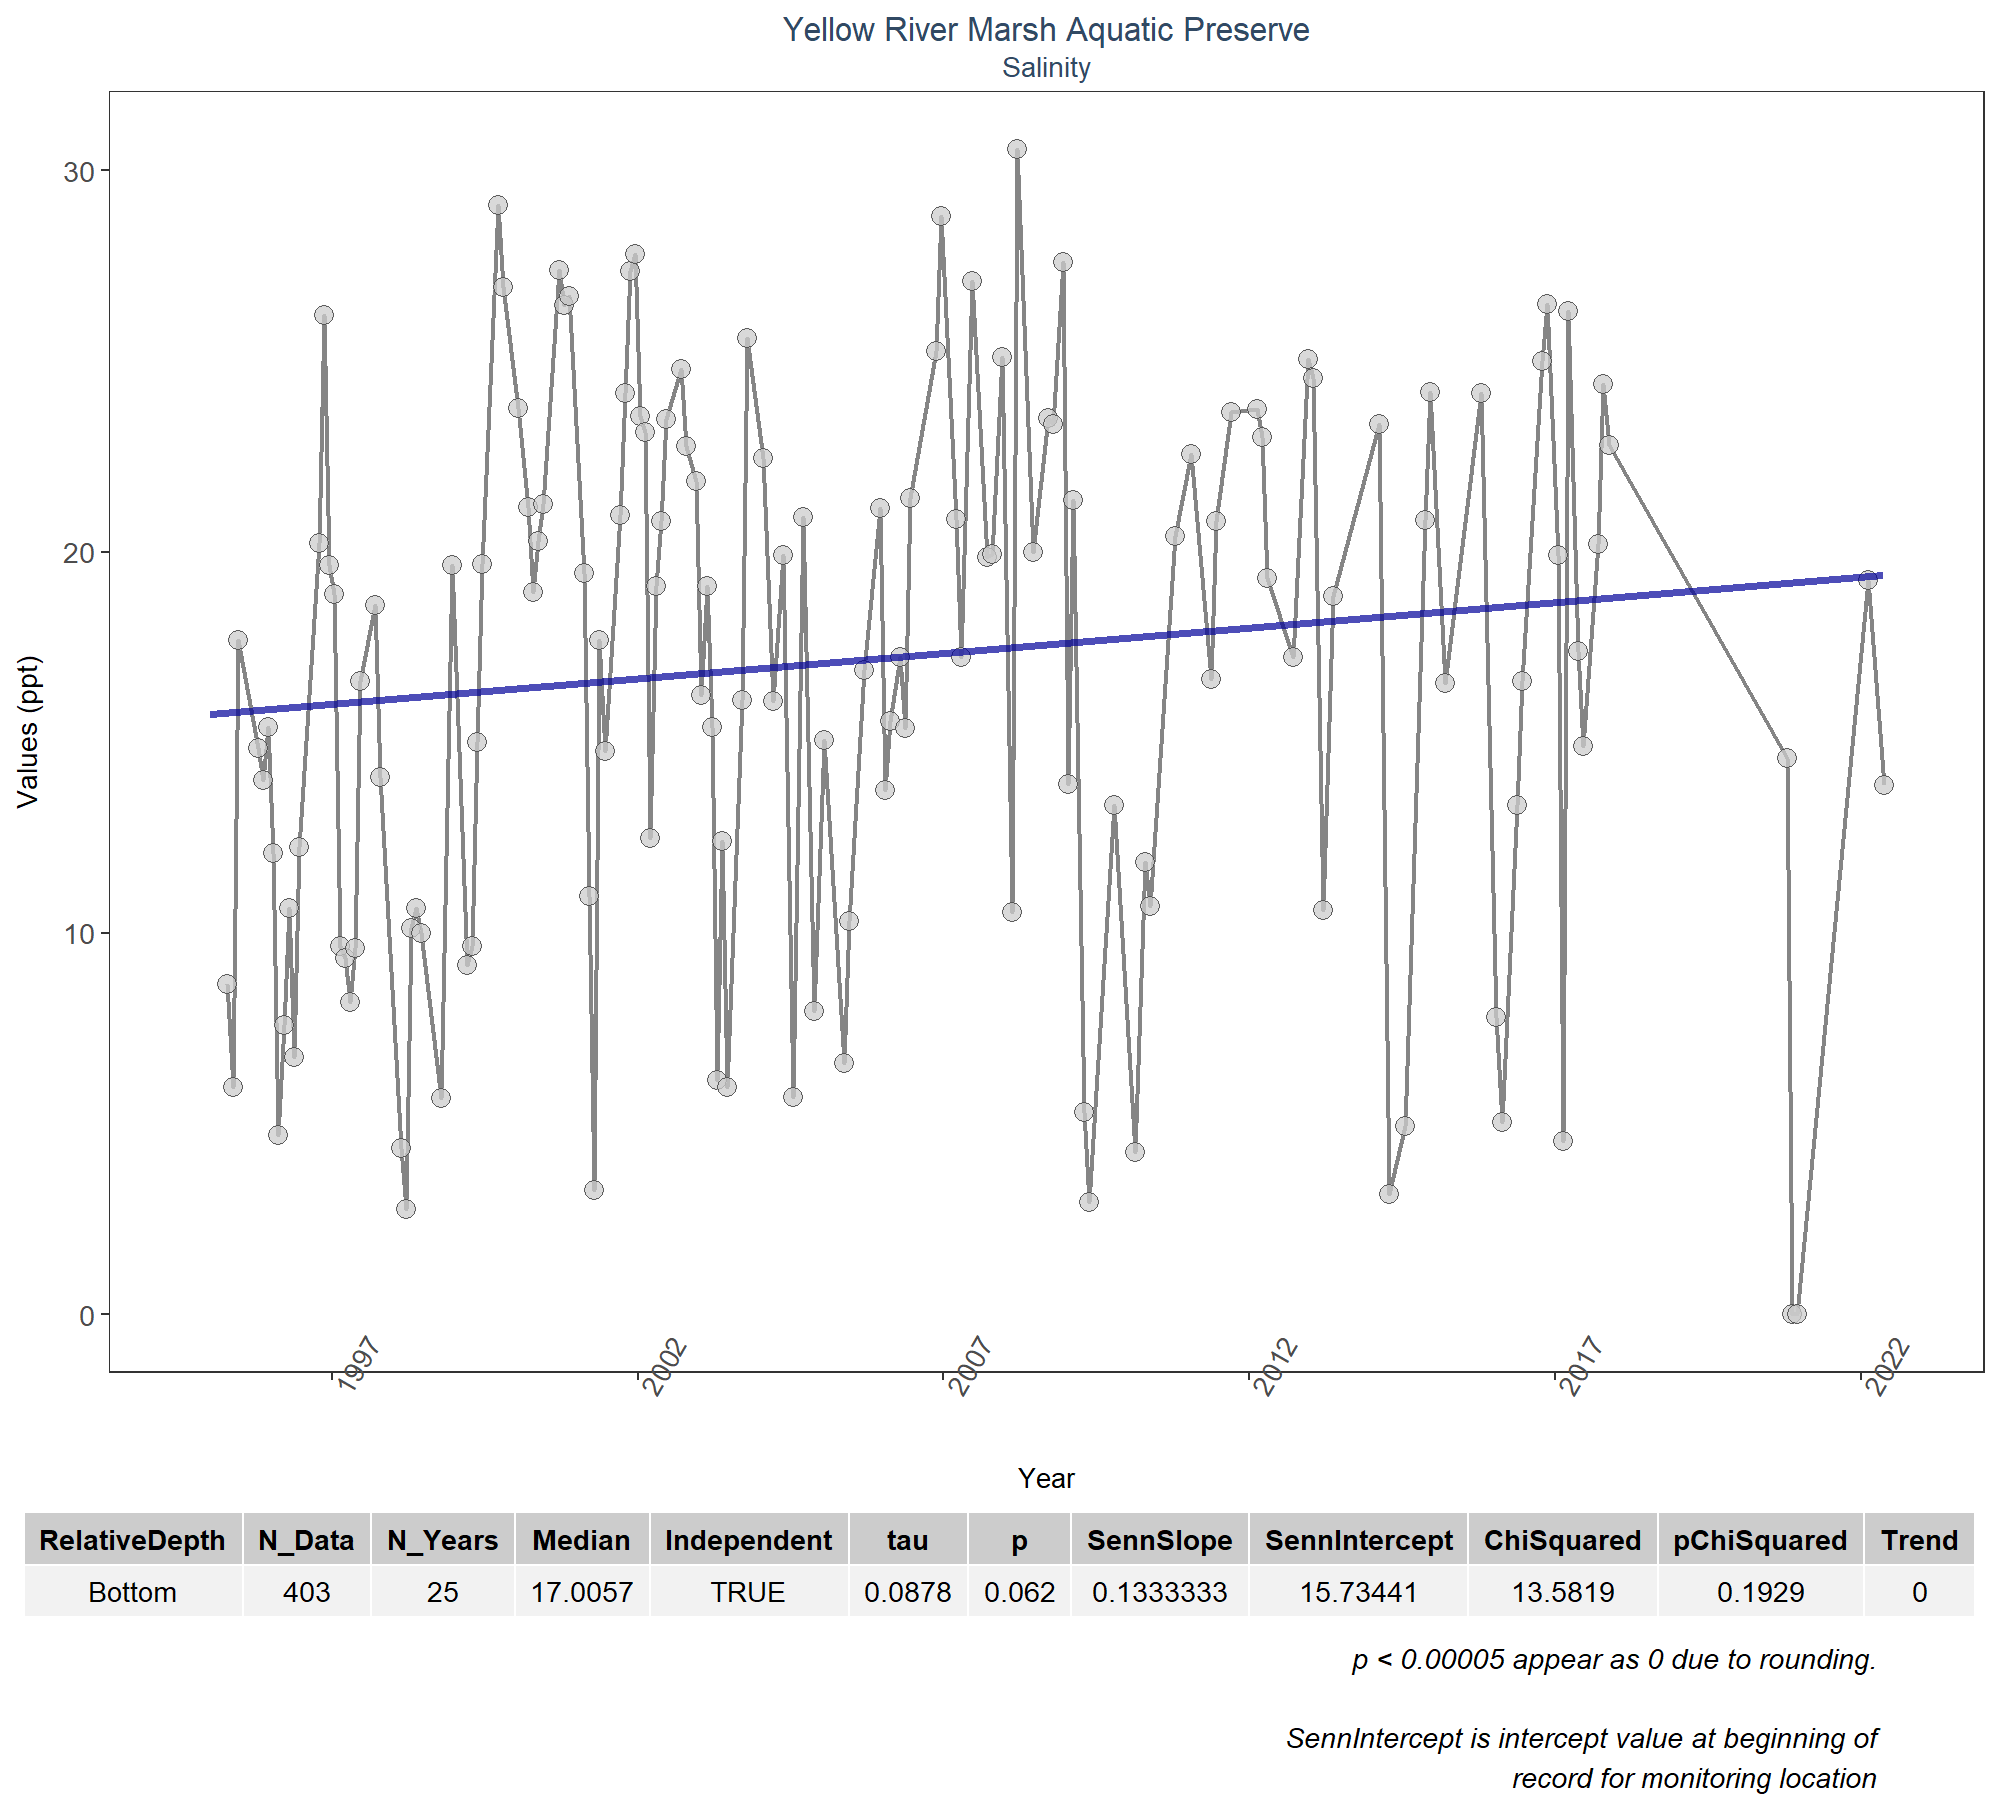 Yellow River Marsh Aquatic Preserve
Salinity
Values (ppt)
30
20
10
0
1997 2002 2007 2012 2017 2022
Year
RelativeDepth N_Data N_Years Median Independent tau p SennSlope SennIntercept ChiSquared pChiSquared Trend
Bottom 403 25 17.0057 TRUE 0.0878 0.062 0.1333333 15.73441 13.5819 0.1929 0
p < 0.00005 appear as 0 due to rounding.
SennIntercept is intercept value at beginning of
record for monitoring location